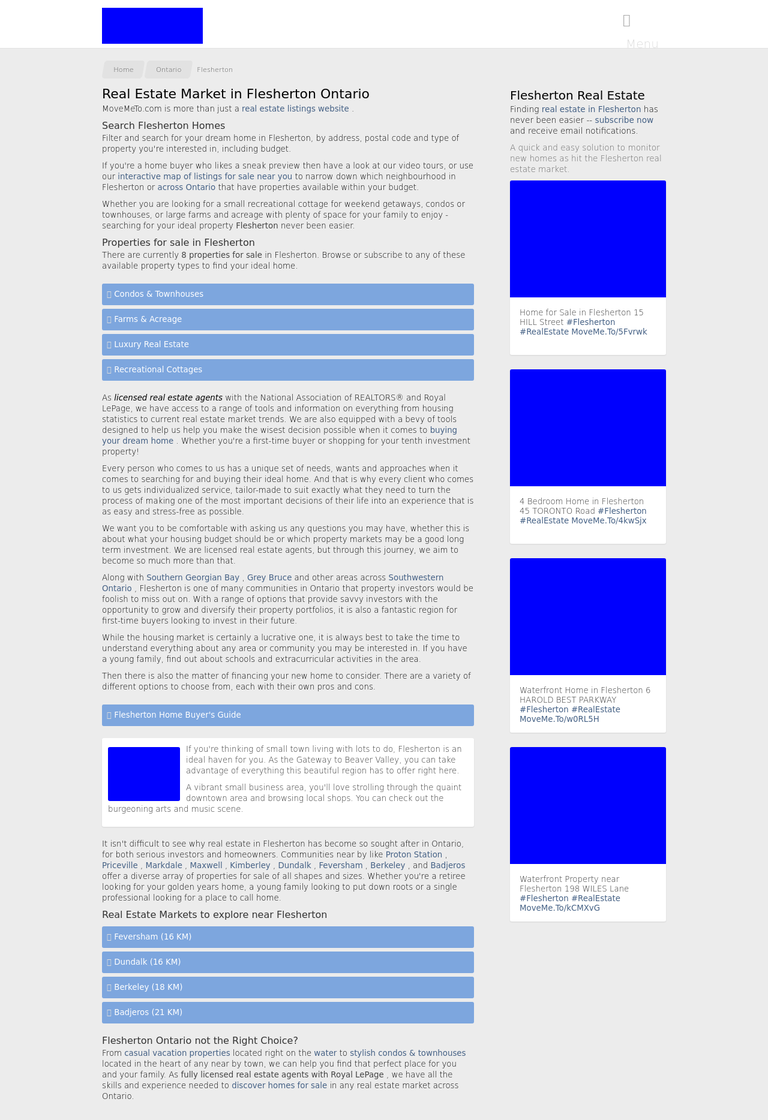 Menu
Home
Ontario
Flesherton
Real Estate Market in Flesherton Ontario
MoveMeTo.com is more than just a real estate listings website .
Search Flesherton Homes
Filter and search for your dream home in Flesherton, by address, postal code and type of
property you're interested in, including budget.
If you're a home buyer who likes a sneak preview then have a look at our video tours, or use
our interactive map of listings for sale near you to narrow down which neighbourhood in
Flesherton or across Ontario that have properties available within your budget.
Whether you are looking for a small recreational cottage for weekend getaways, condos or
townhouses, or large farms and acreage with plenty of space for your family to enjoy -
searching for your ideal property Flesherton never been easier.
Properties for sale in Flesherton
There are currently 8 properties for sale in Flesherton. Browse or subscribe to any of these
available property types to find your ideal home.
Condos & Townhouses
Farms & Acreage
Luxury Real Estate
Recreational Cottages
As licensed real estate agents with the National Association of REALTORS® and Royal
LePage, we have access to a range of tools and information on everything from housing
statistics to current real estate market trends. We are also equipped with a bevy of tools
designed to help us help you make the wisest decision possible when it comes to buying
your dream home . Whether you're a first-time buyer or shopping for your tenth investment
property!
Every person who comes to us has a unique set of needs, wants and approaches when it
comes to searching for and buying their ideal home. And that is why every client who comes
to us gets individualized service, tailor-made to suit exactly what they need to turn the
process of making one of the most important decisions of their life into an experience that is
as easy and stress-free as possible.
We want you to be comfortable with asking us any questions you may have, whether this is
about what your housing budget should be or which property markets may be a good long
term investment. We are licensed real estate agents, but through this journey, we aim to
become so much more than that.
Along with Southern Georgian Bay , Grey Bruce and other areas across Southwestern
Ontario , Flesherton is one of many communities in Ontario that property investors would be
foolish to miss out on. With a range of options that provide savvy investors with the
opportunity to grow and diversify their property portfolios, it is also a fantastic region for
first-time buyers looking to invest in their future.
While the housing market is certainly a lucrative one, it is always best to take the time to
understand everything about any area or community you may be interested in. If you have
a young family, find out about schools and extracurricular activities in the area.
Then there is also the matter of financing your new home to consider. There are a variety of
different options to choose from, each with their own pros and cons.
Flesherton Home Buyer's Guide
If you're thinking of small town living with lots to do, Flesherton is an
ideal haven for you. As the Gateway to Beaver Valley, you can take
advantage of everything this beautiful region has to offer right here.
A vibrant small business area, you'll love strolling through the quaint
downtown area and browsing local shops. You can check out the
burgeoning arts and music scene.
It isn't difficult to see why real estate in Flesherton has become so sought after in Ontario,
for both serious investors and homeowners. Communities near by like Proton Station ,
Priceville , Markdale , Maxwell , Kimberley , Dundalk , Feversham , Berkeley , and Badjeros
offer a diverse array of properties for sale of all shapes and sizes. Whether you're a retiree
looking for your golden years home, a young family looking to put down roots or a single
professional looking for a place to call home.
Real Estate Markets to explore near Flesherton
Feversham (16 KM)
Dundalk (16 KM)
Berkeley (18 KM)
Badjeros (21 KM)
Flesherton Ontario not the Right Choice?
From casual vacation properties located right on the water to stylish condos & townhouses
located in the heart of any near by town, we can help you find that perfect place for you
and your family. As fully licensed real estate agents with Royal LePage , we have all the
skills and experience needed to discover homes for sale in any real estate market across
Ontario.
Flesherton Real Estate
Finding real estate in Flesherton has
never been easier -- subscribe now
and receive email notifications.
A quick and easy solution to monitor
new homes as hit the Flesherton real
estate market.
Home for Sale in Flesherton 15
HILL Street #Flesherton
#RealEstate MoveMe.To/5Fvrwk
4 Bedroom Home in Flesherton
45 TORONTO Road #Flesherton
#RealEstate MoveMe.To/4kwSjx
Waterfront Home in Flesherton 6
HAROLD BEST PARKWAY
#Flesherton #RealEstate
MoveMe.To/w0RL5H
Waterfront Property near
Flesherton 198 WILES Lane
#Flesherton #RealEstate
MoveMe.To/kCMXvG